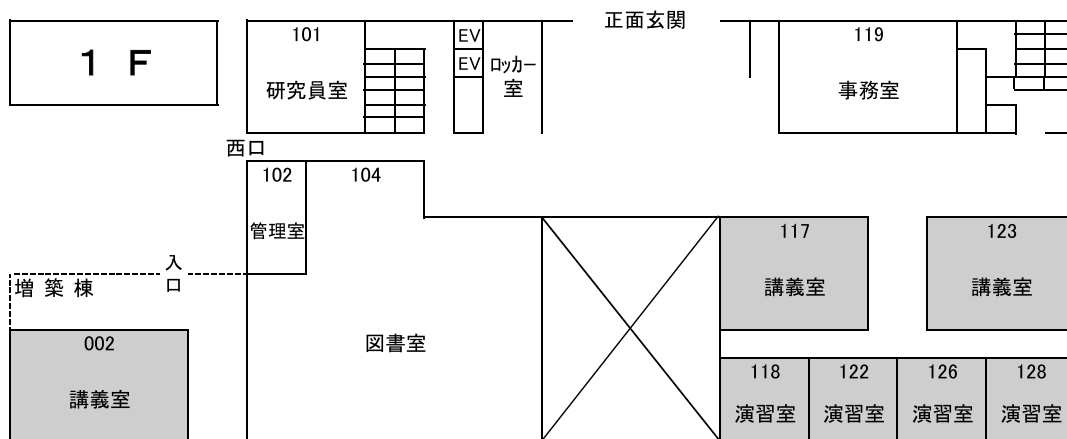 正面玄関
1 F
101
研究員室
EV
EV
ロッカー
室
119
事務室
西口
102
管理室
104
図書室
117
講義室
123
講義室
入
口
増築棟
002
講義室
118
演習室
122
演習室
126
演習室
128
演習室